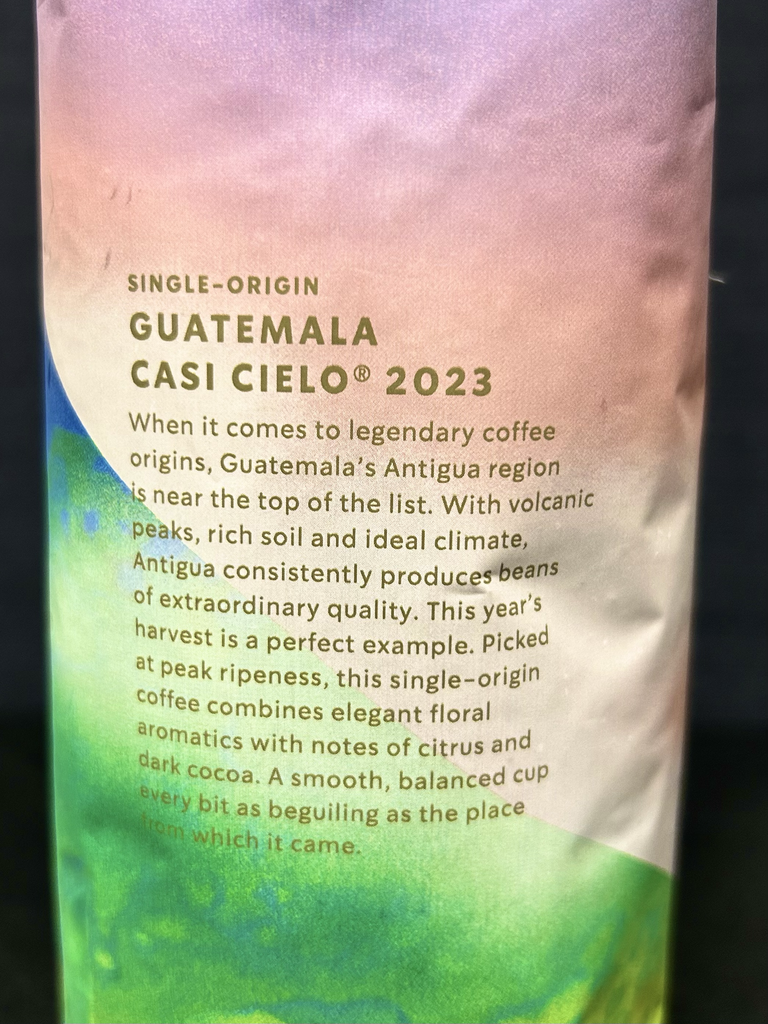 SINGLE-ORIGIN
GUATEMALA
CASI CIELO® 2023
When it comes to legendary coffee
origins, Guatemala's Antigua region
is near the top of the list. With volcanic
peaks, rich soil and ideal climate,
Antigua consistently produces beans
of extraordinary quality. This year's
harvest is a perfect example. Picked
at peak ripeness, this single-origin
coffee combines elegant floral
aromatics with notes of citrus and
dark cocoa. A smooth, balanced cup
every bit as beguiling as the place
from which it came.